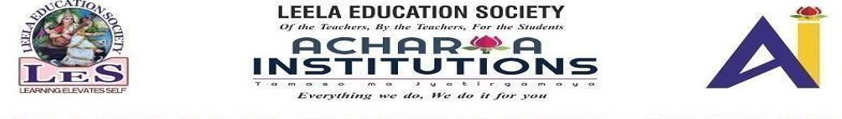 LEELA EDUCATION SOCIETY
LES
LEARNING ELEVATES SELF
LEELA EDUCATION SOCIETY
Of the Teachers, By the Teachers, For the Students
ACHARYA
INSTITUTIONS
Tamaso ma Jyotirgamaya
Everything we do, We do it for you
Ai